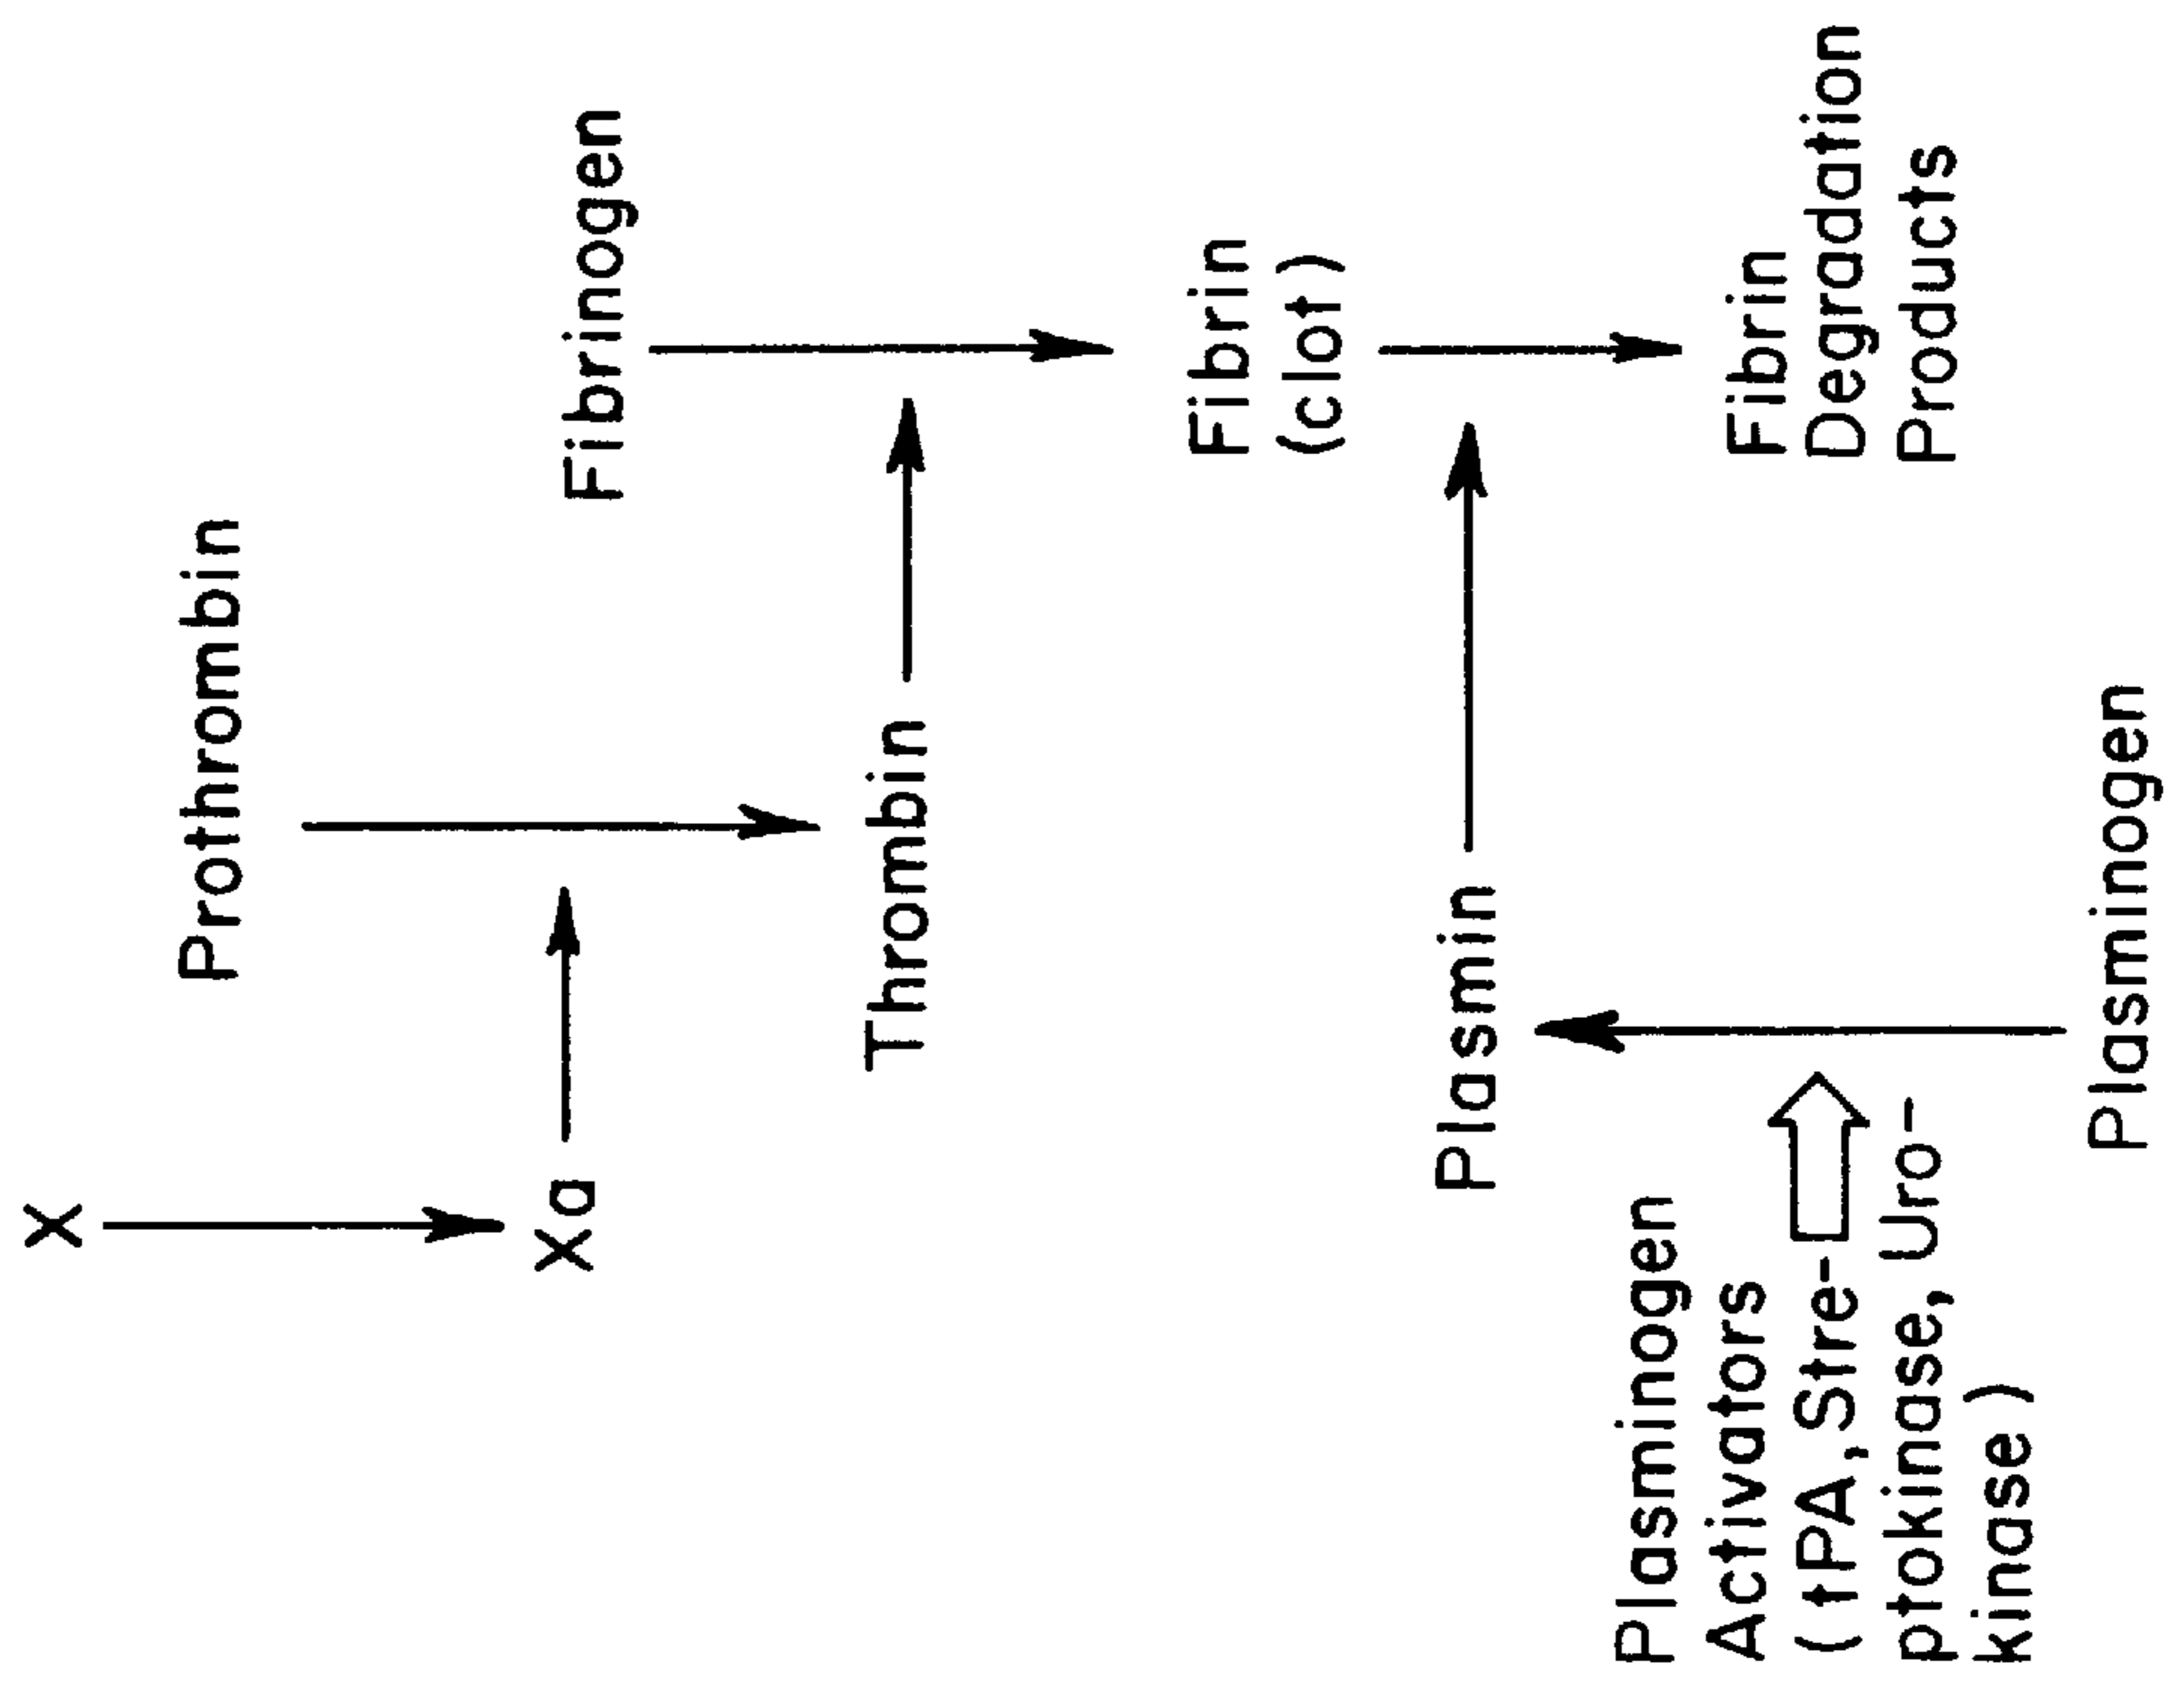 X
Prothrombin
Xa
Fibrinogen
Thrombin
Fibrin
(clot)
Plasmin
Plasminogen
Activators
(tPA,Stre-
ptokinase, Uro-
kinase)
Fibrin
Degradation
Products
Plasminogen